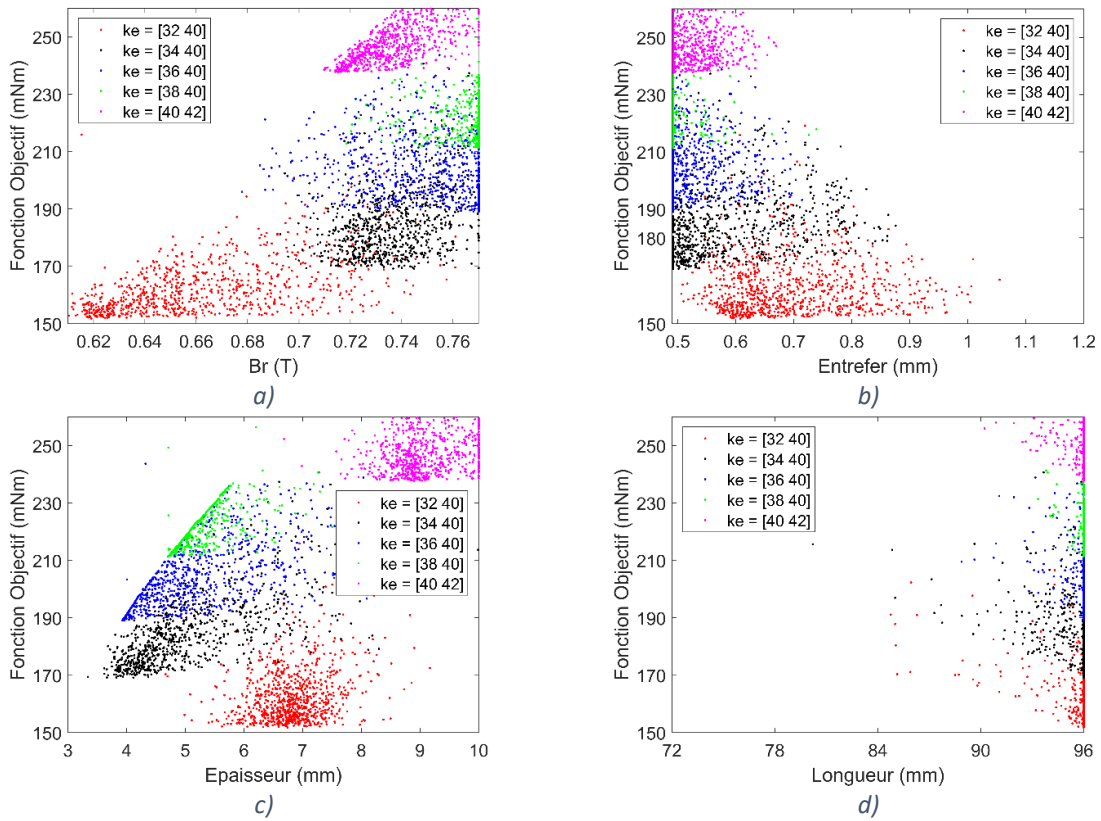 Fonction Objectif (mNm)
250
230
210
190
170
150
ke = [32 40]
ke = [34 40]
ke = [36 40]
ke = [38 40]
ke = [40 42]
0.62 0.64 0.66 0.68 0.7 0.72 0.74 0.76
Br (T)
a)
Fonction Objectif (mNm)
250
230
210
190
180
150
ke = [32 40]
ke = [34 40]
ke = [36 40]
ke = [38 40]
ke = [40 42]
0.5 0.6 0.7 0.8 0.9 1 1.1 1.2
Entrefer (mm)
b)
Fonction Objectif (mNm)
250
230
210
190
170
150
ke = [32 40]
ke = [34 40]
ke = [36 40]
ke = [38 40]
ke = [40 42]
3 4 5 6 7 8 9 10
Epaisseur (mm)
c)
Fonction Objectif (mNm)
250
230
210
190
170
150
ke = [32 40]
ke = [34 40]
ke = [36 40]
ke = [38 40]
ke = [40 42]
72 78 84 90 96
Longueur (mm)
d)